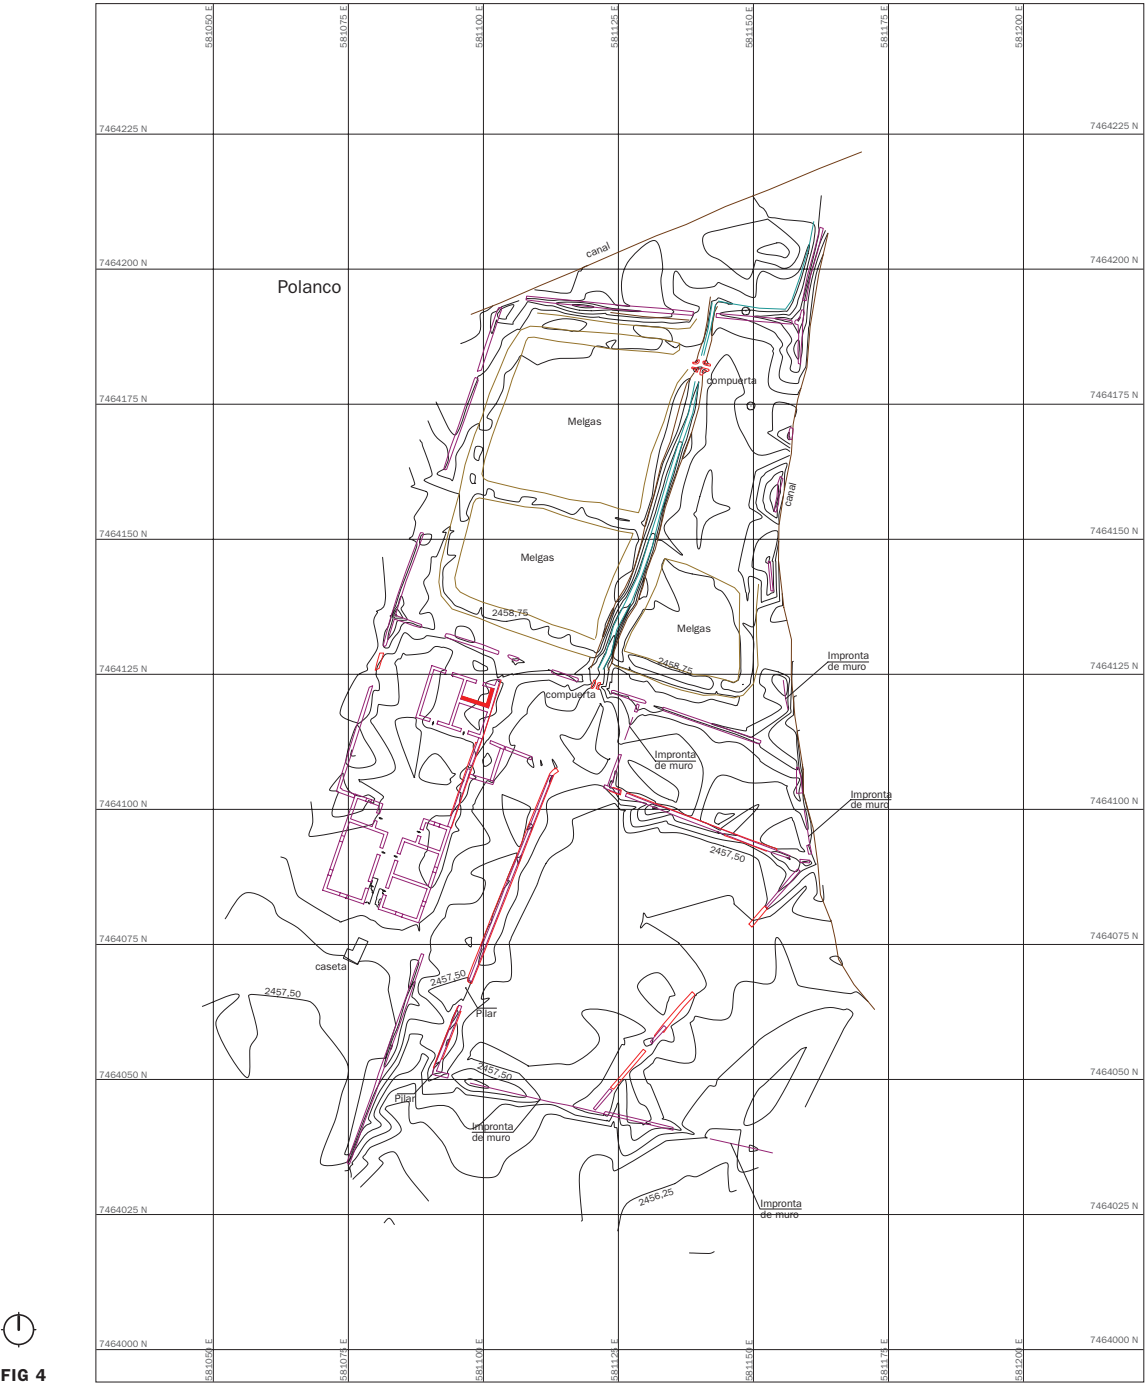 581050 E
581075 E
581100 E
581125 E
581150 E
581175 E
581200 E
7464225 N
7464225 N
canal
7464200 N
7464200 N
Polanco
compuerta
7464175 N
7464175 N
Melgas
canal
7464150 N
7464150 N
Melgas
2458,75
Melgas
Impronta
de muro
7464125 N
7464125 N
2458,75
compuerta
Impronta
de muro
Impronta
de muro
7464100 N
7464100 N
2457,50
7464075 N
7464075 N
caseta
2457,50
2457,50
Pilar
2457,50
7464050 N
7464050 N
Pilar
Impronta
de muro
2456,25
Impronta
de muro
7464025 N
7464025 N
7464000 N
7464000 N
581050 E
581075 E
581100 E
581125 E
581150 E
581175 E
581200 E
FIG 4